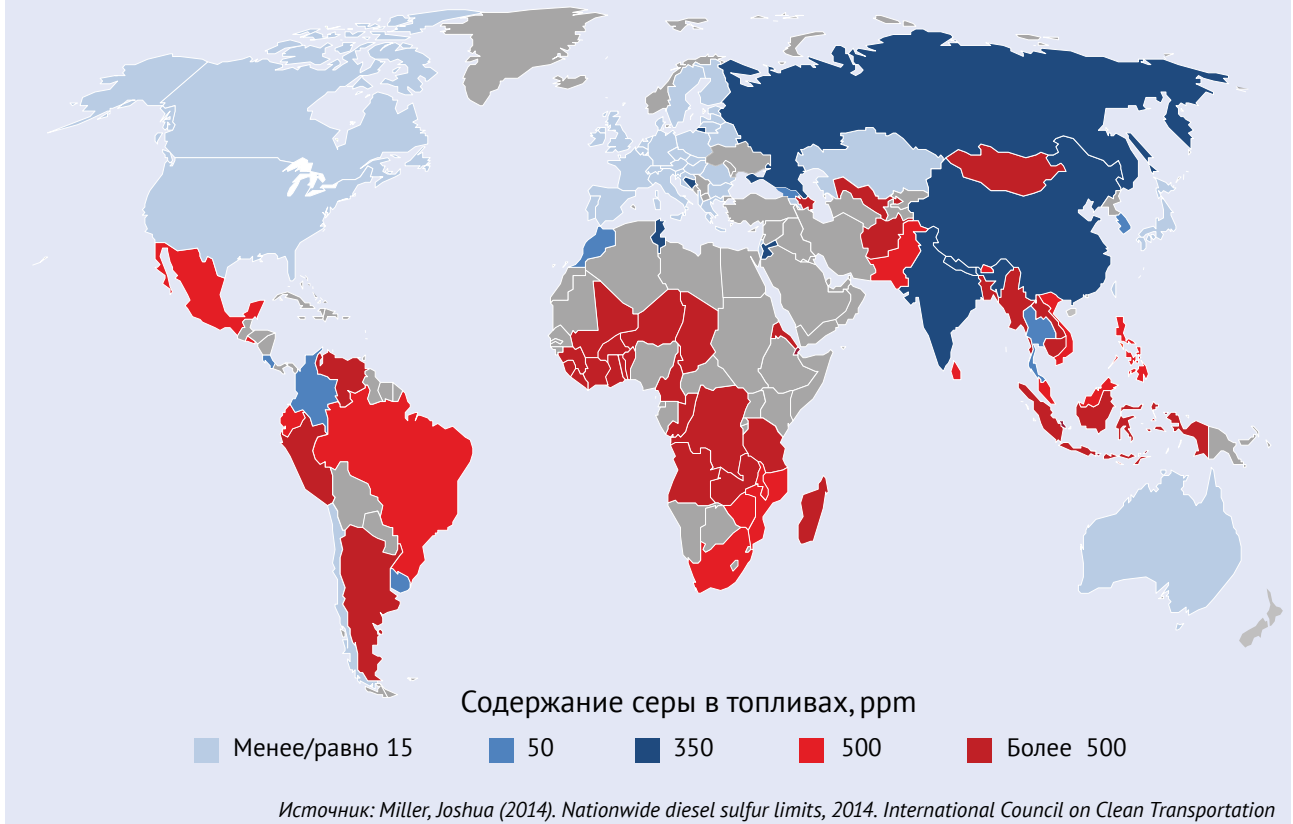 Содержание серы в топливах, ppm
Менее/равно 15 50 350 500 Более 500
Источник: Miller, Joshua (2014). Nationwide diesel sulfur limits, 2014. International Council on Clean Transportation